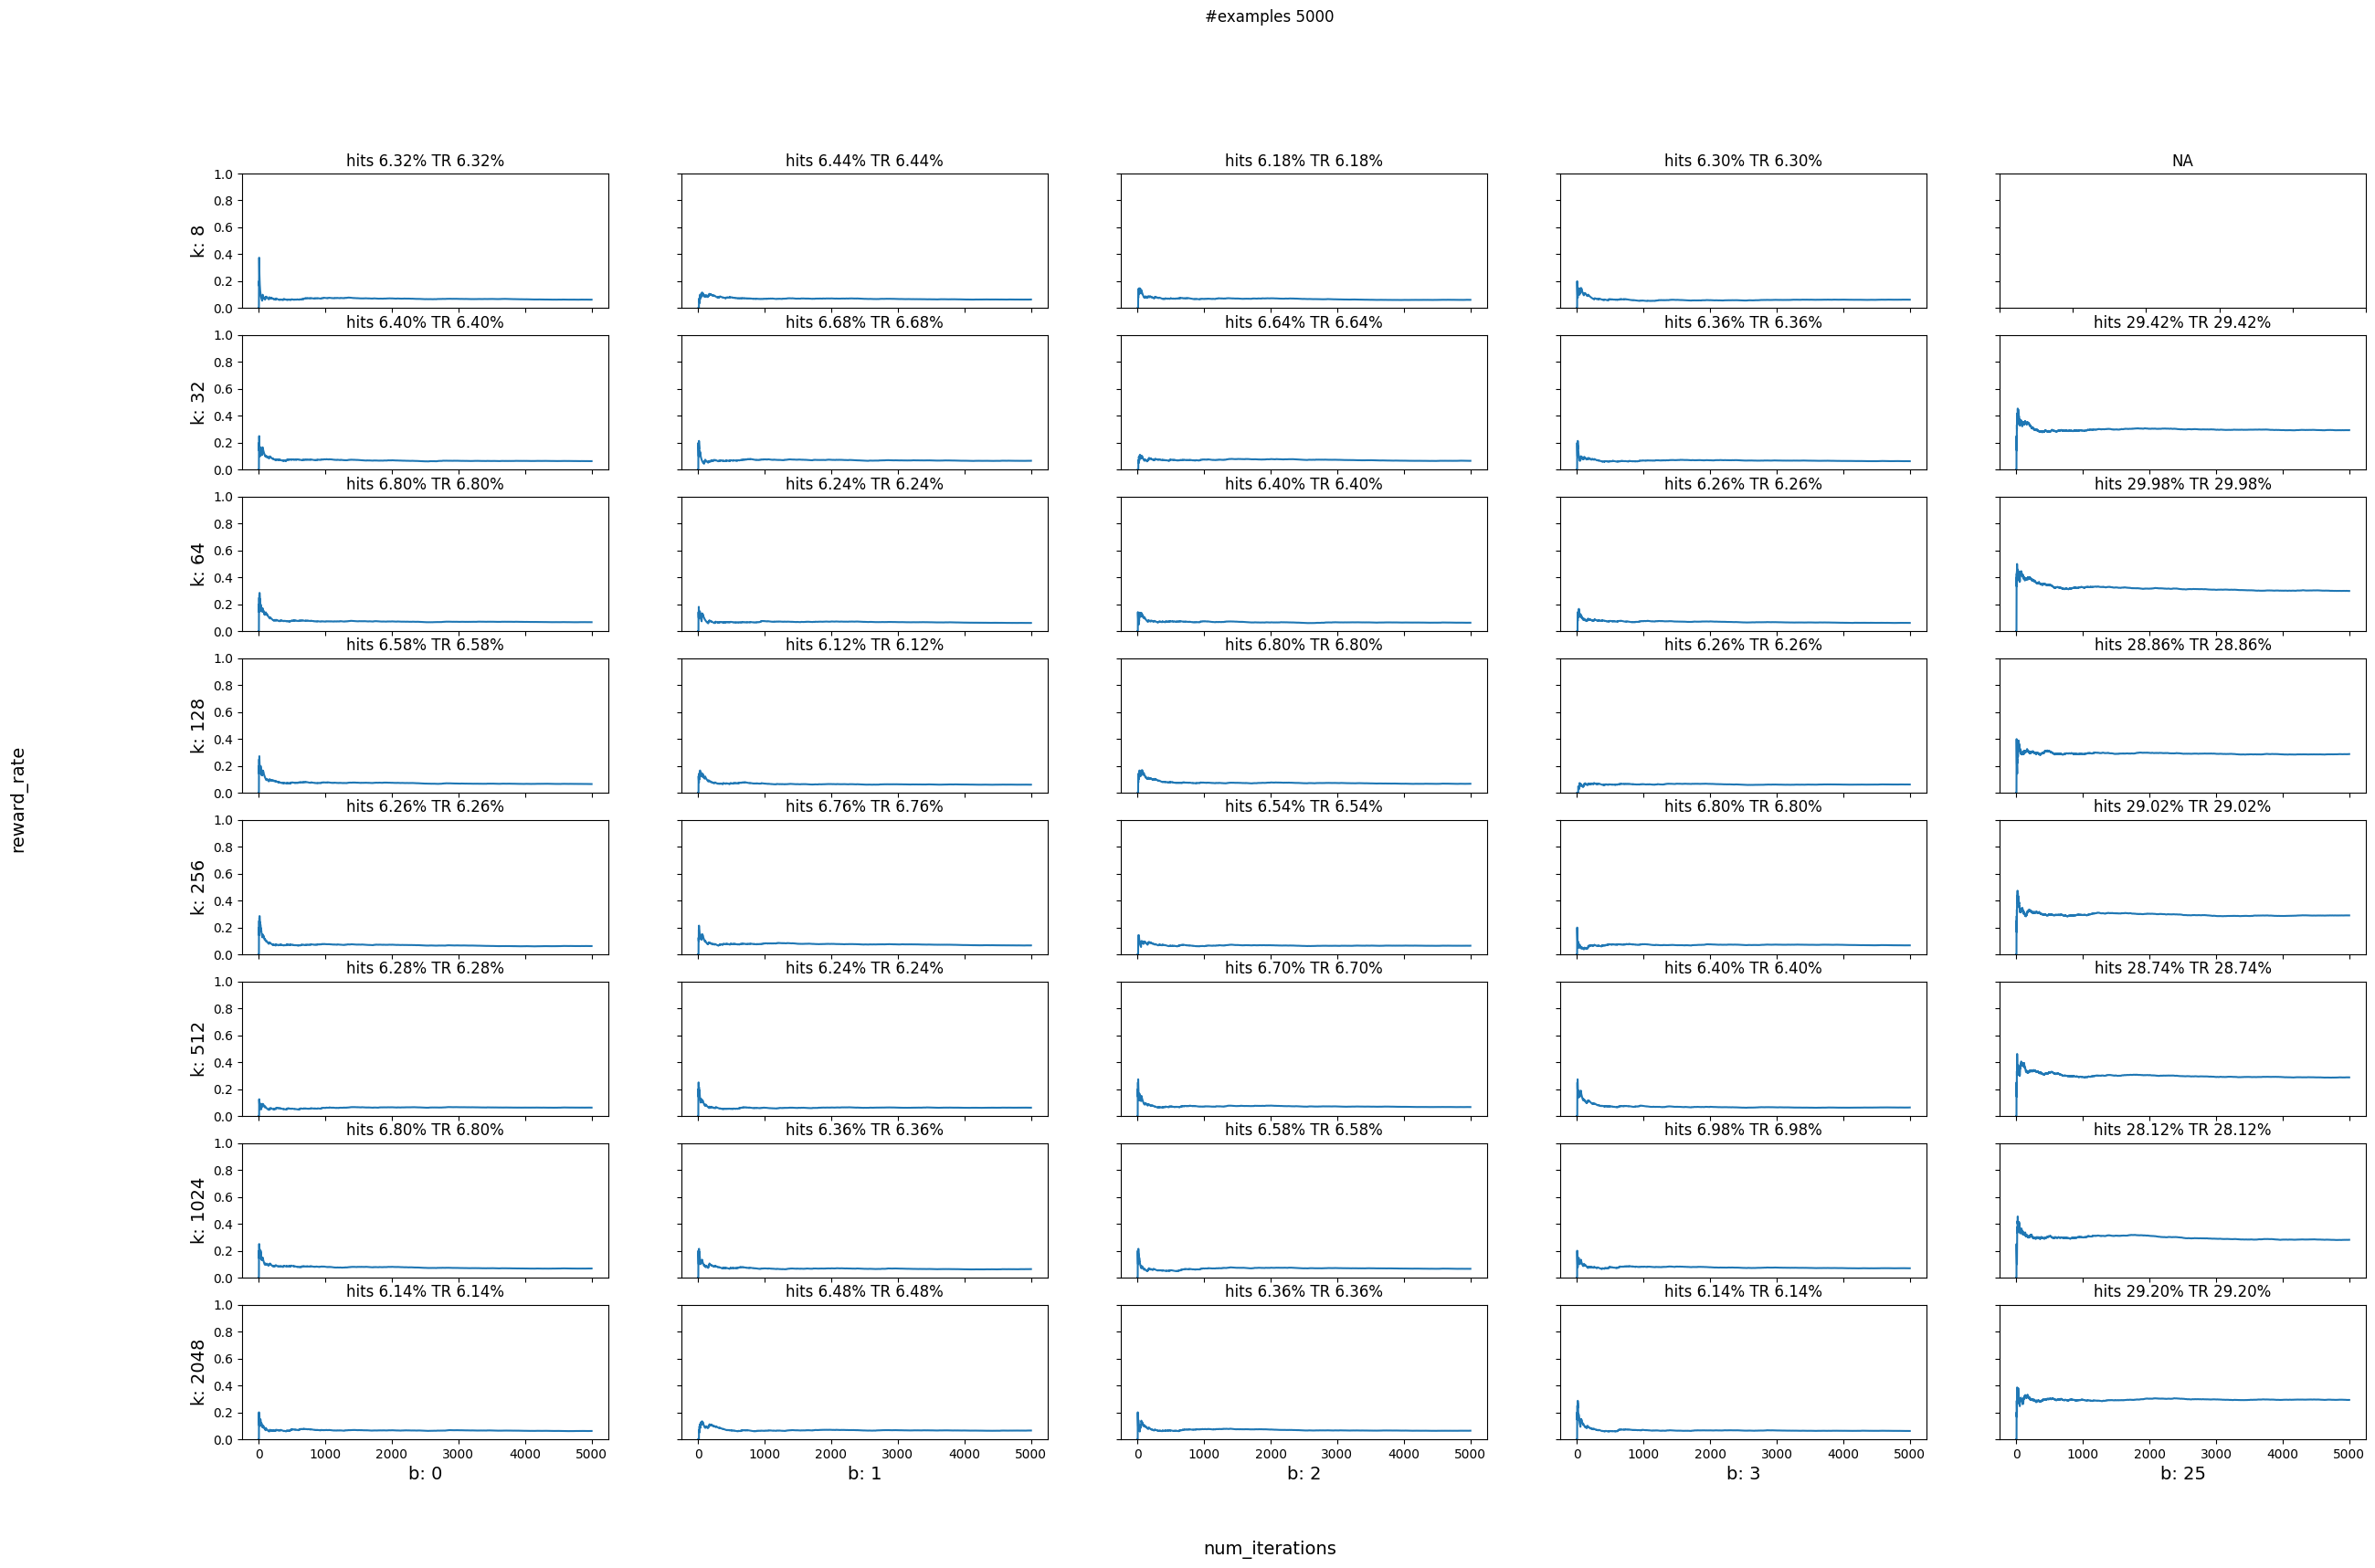 #examples 5000
hits 6.32% TR 6.32%
hits 6.44% TR 6.44%
hits 6.18% TR 6.18%
hits 6.30% TR 6.30%
NA
1.0
0.8
0.6
0.4
0.2
0.0
k: 8
hits 6.40% TR 6.40%
hits 6.68% TR 6.68%
hits 6.64% TR 6.64%
hits 6.36% TR 6.36%
hits 29.42% TR 29.42%
1.0
0.8
0.6
0.4
0.2
0.0
k: 32
hits 6.80% TR 6.80%
hits 6.24% TR 6.24%
hits 6.40% TR 6.40%
hits 6.26% TR 6.26%
hits 29.98% TR 29.98%
1.0
0.8
0.6
0.4
0.2
0.0
k: 64
hits 6.58% TR 6.58%
hits 6.12% TR 6.12%
hits 6.80% TR 6.80%
hits 6.26% TR 6.26%
hits 28.86% TR 28.86%
1.0
0.8
0.6
0.4
0.2
0.0
k: 128
reward_rate
hits 6.26% TR 6.26%
hits 6.76% TR 6.76%
hits 6.54% TR 6.54%
hits 6.80% TR 6.80%
hits 29.02% TR 29.02%
1.0
0.8
0.6
0.4
0.2
0.0
k: 256
hits 6.28% TR 6.28%
hits 6.24% TR 6.24%
hits 6.70% TR 6.70%
hits 6.40% TR 6.40%
hits 28.74% TR 28.74%
1.0
0.8
0.6
0.4
0.2
0.0
k: 512
hits 6.80% TR 6.80%
hits 6.36% TR 6.36%
hits 6.58% TR 6.58%
hits 6.98% TR 6.98%
hits 28.12% TR 28.12%
1.0
0.8
0.6
0.4
0.2
0.0
k: 1024
hits 6.14% TR 6.14%
hits 6.48% TR 6.48%
hits 6.36% TR 6.36%
hits 6.14% TR 6.14%
hits 29.20% TR 29.20%
1.0
0.8
0.6
0.4
0.2
0.0
k: 2048
0 1000 2000 3000 4000 5000
0 1000 2000 3000 4000 5000
0 1000 2000 3000 4000 5000
0 1000 2000 3000 4000 5000
0 1000 2000 3000 4000 5000
b: 0
b: 1
b: 2
b: 3
b: 25
num_iterations